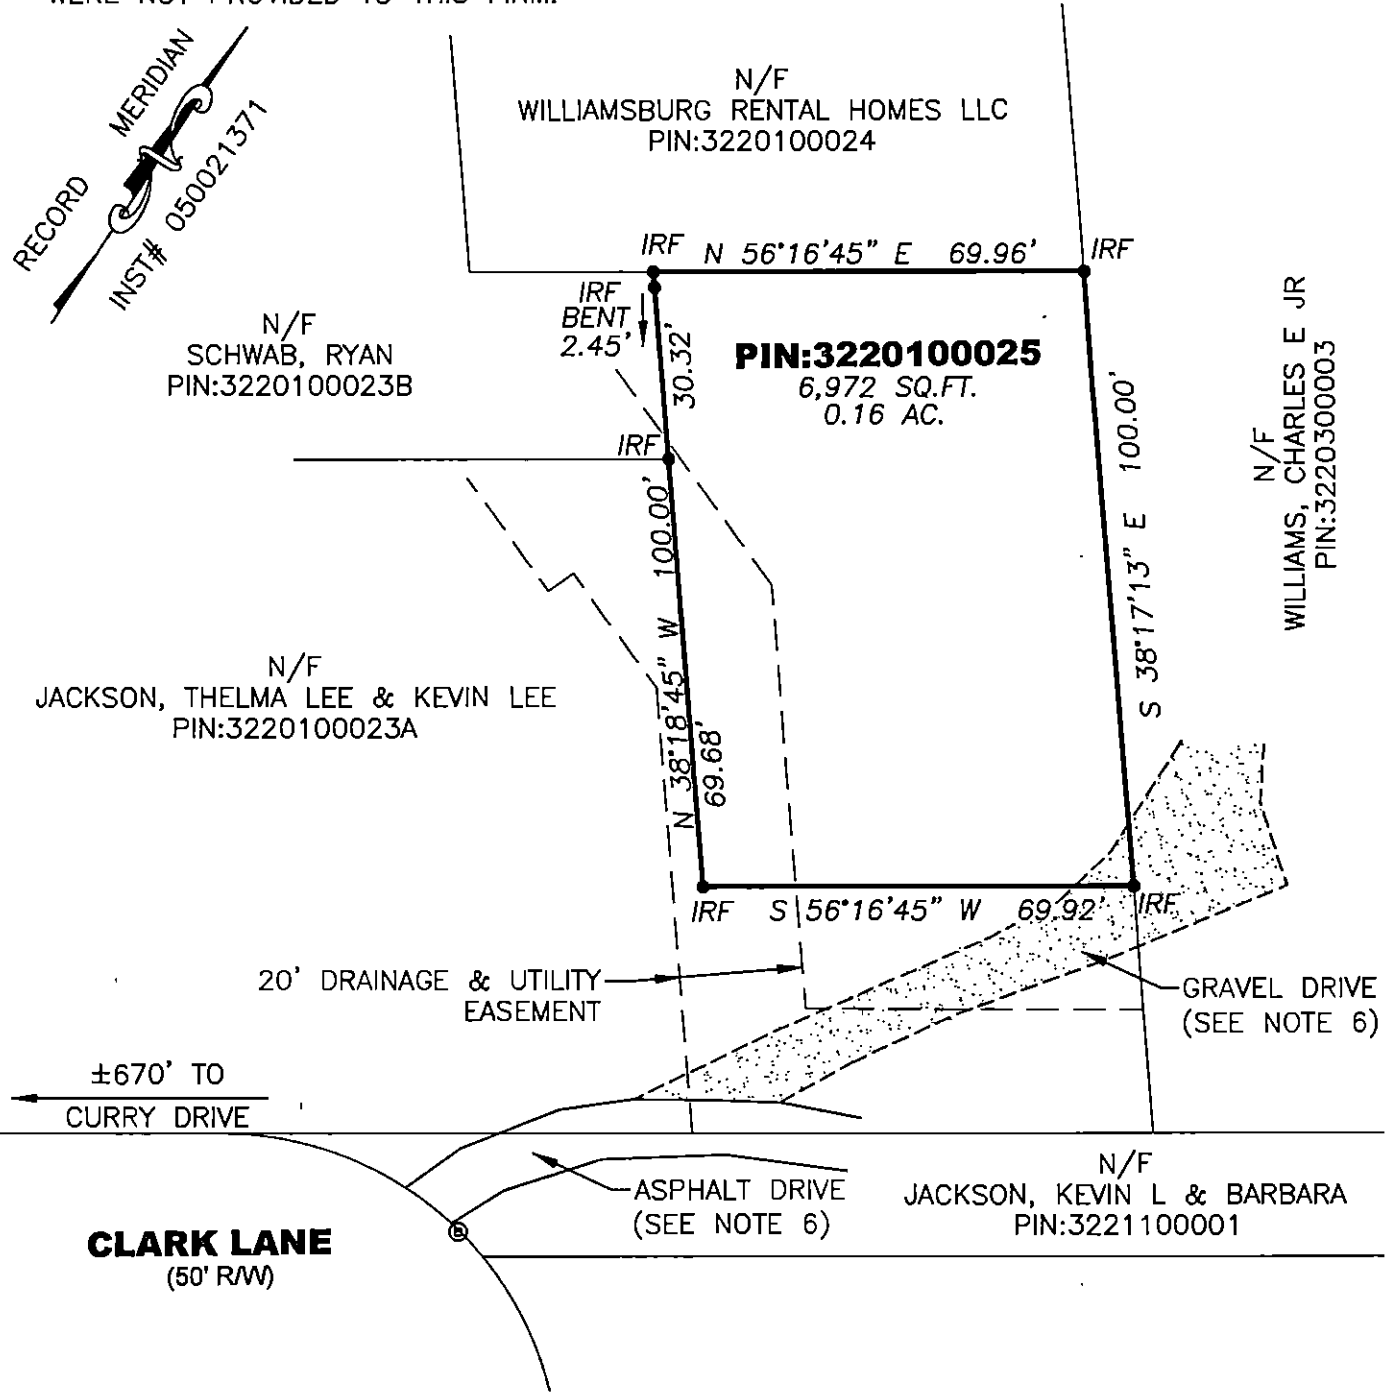 WERE NOT PROVIDED TO THIS FIRM.
RECORD MERIDIAN
INST# 050021371
N/F
WILLIAMSBURG RENTAL HOMES LLC
PIN:3220100024
IRF N 56°16'45" E 69.96' IRF
IRF
BENT
2.45'
30.32'
PIN:3220100025
6,972 SQ.FT.
0.16 AC.
N/F
SCHWAB, RYAN
PIN:3220100023B
IRF
N/F
WILLIAMS, CHARLES E JR
PIN:3220300003
S 38°17'13" E 100.00'
N 38°18'45" W 100.00'
69.68'
N/F
JACKSON, THELMA LEE & KEVIN LEE
PIN:3220100023A
IRF S 56°16'45" W 69.92' IRF
20' DRAINAGE & UTILITY
EASEMENT
GRAVEL DRIVE
(SEE NOTE 6)
±670' TO
CURRY DRIVE
ASPHALT DRIVE
(SEE NOTE 6)
N/F
JACKSON, KEVIN L & BARBARA
PIN:3221100001
CLARK LANE
(50' R/W)